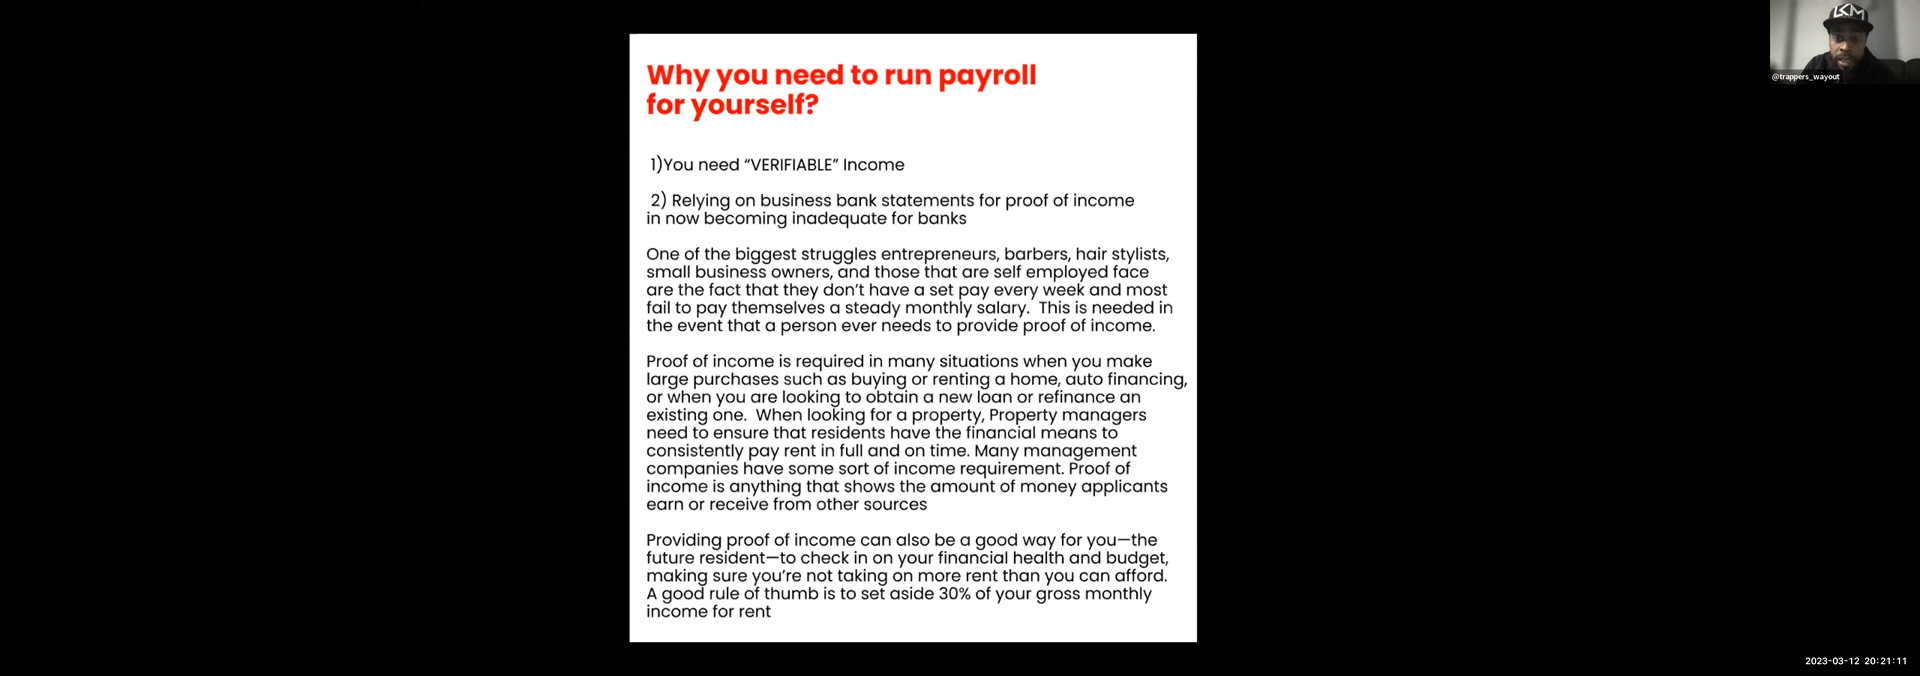 Why you need to run payroll
for yourself?
1)You need “VERIFIABLE” Income
2) Relying on business bank statements for proof of income
in now becoming inadequate for banks
One of the biggest struggles entrepreneurs, barbers, hair stylists,
small business owners, and those that are self employed face
are the fact that they don’t have a set pay every week and most
fail to pay themselves a steady monthly salary.  This is needed in
the event that a person ever needs to provide proof of income.
Proof of income is required in many situations when you make
large purchases such as buying or renting a home, auto financing,
or when you are looking to obtain a new loan or refinance an
existing one.  When looking for a property, Property managers
need to ensure that residents have the financial means to
consistently pay rent in full and on time. Many management
companies have some sort of income requirement. Proof of
income is anything that shows the amount of money applicants
earn or receive from other sources
Providing proof of income can also be a good way for you—the
future resident—to check in on your financial health and budget,
making sure you’re not taking on more rent than you can afford.
A good rule of thumb is to set aside 30% of your gross monthly
income for rent
LKM
@trappers_wayout
2023-03-12 20:21:11